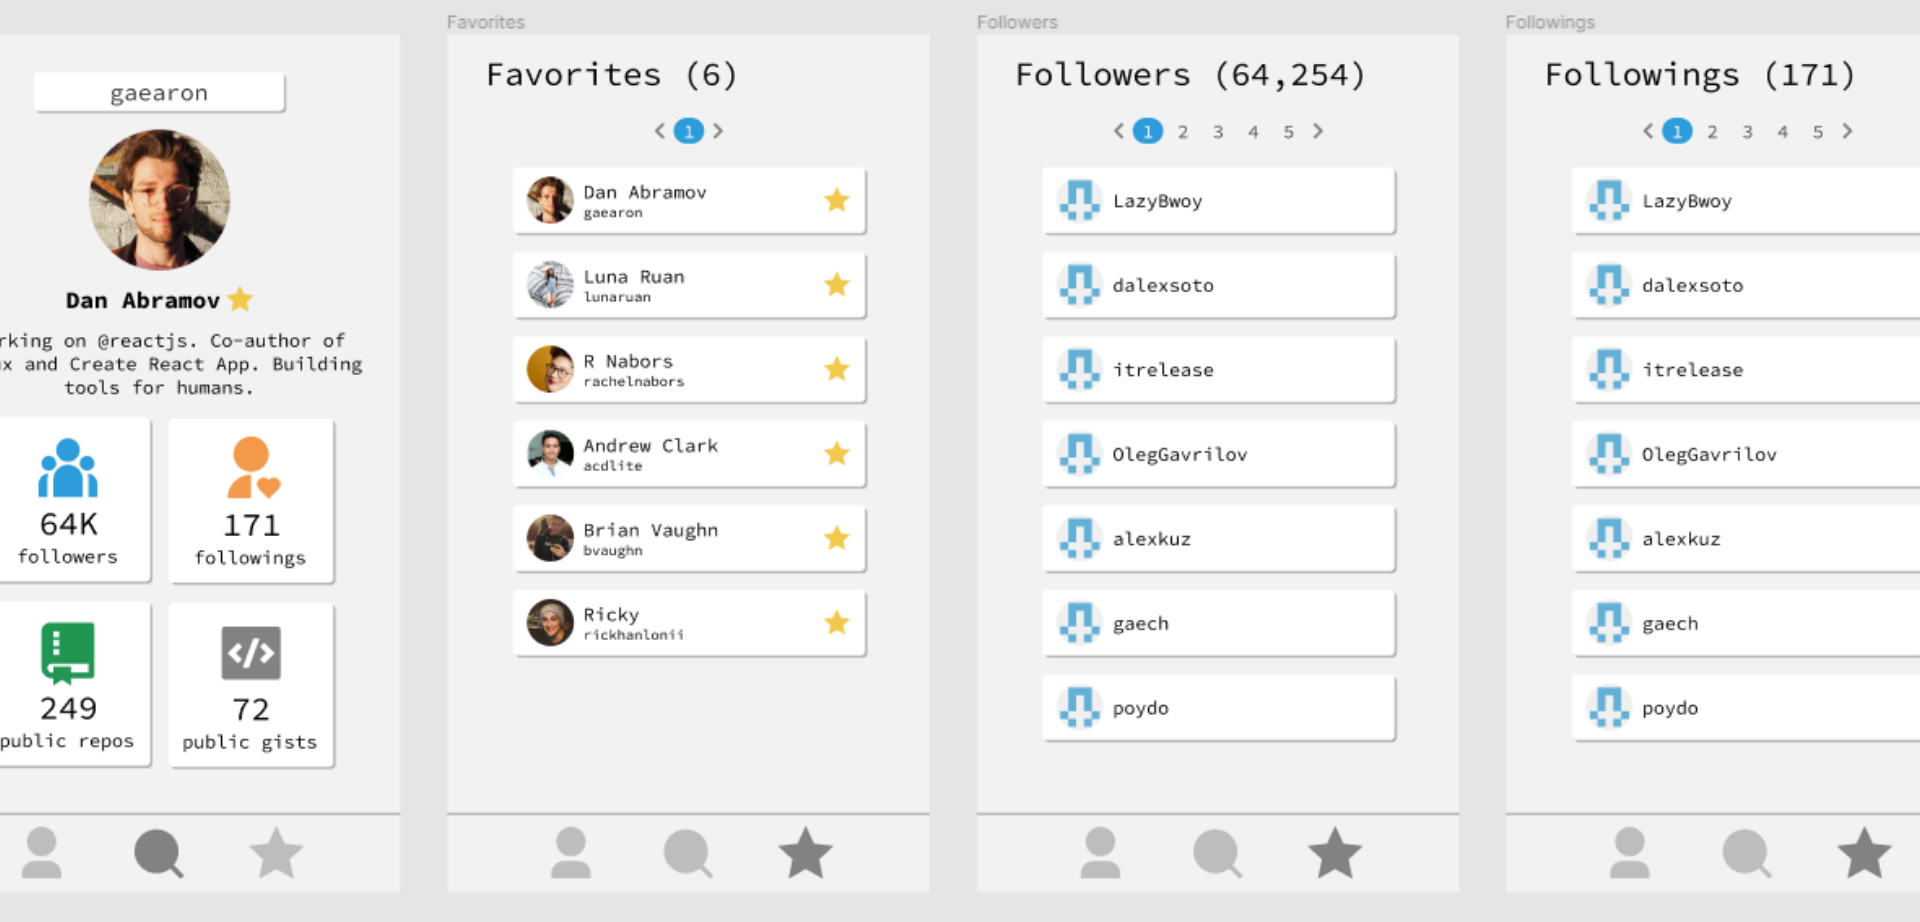 gaearon
Dan Abramov
rking on @reactjs. Co-author of
x and Create React App. Building
tools for humans.
64K
followers
171
followings
249
public repos
</>
72
public gists
Favorites
Favorites (6)
< 1 >
Dan Abramov
gaearon
Luna Ruan
lunaruan
R Nabors
rachelnabors
Andrew Clark
acdlite
Brian Vaughn
bvaughn
Ricky
rickhanlonii
Followers
Followers (64,254)
< 1 2 3 4 5 >
LazyBwoy
dalexsoto
itrelease
OlegGavrilov
alexkuz
gaech
poydo
Followings
Followings (171)
< 1 2 3 4 5 >
LazyBwoy
dalexsoto
itrelease
OlegGavrilov
alexkuz
gaech
poydo